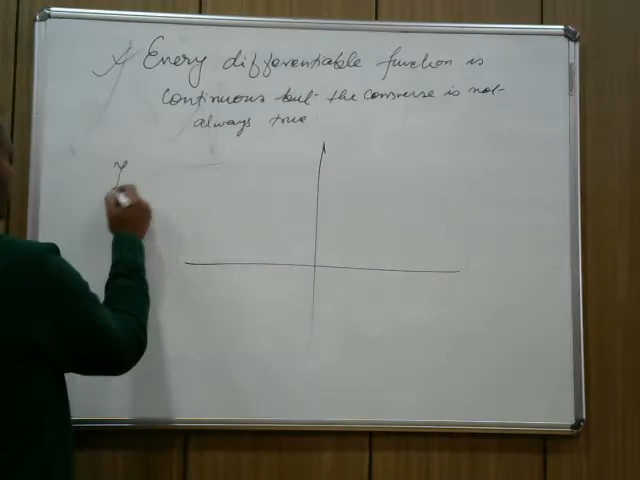 Every differentiable function is
continuous but the converse is not
always true
y